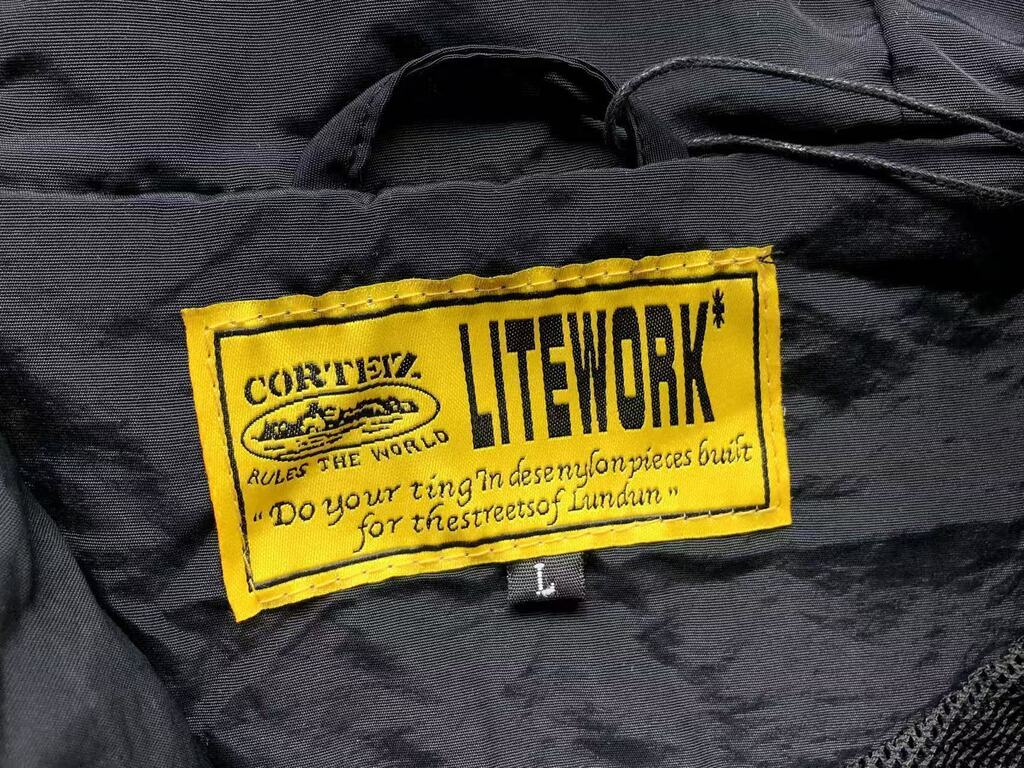 CORTEIZ
RULES THE WORLD
LITEWORK*
"Do your ting In desenylonpieces built
for thestreetsof Lundun"
L